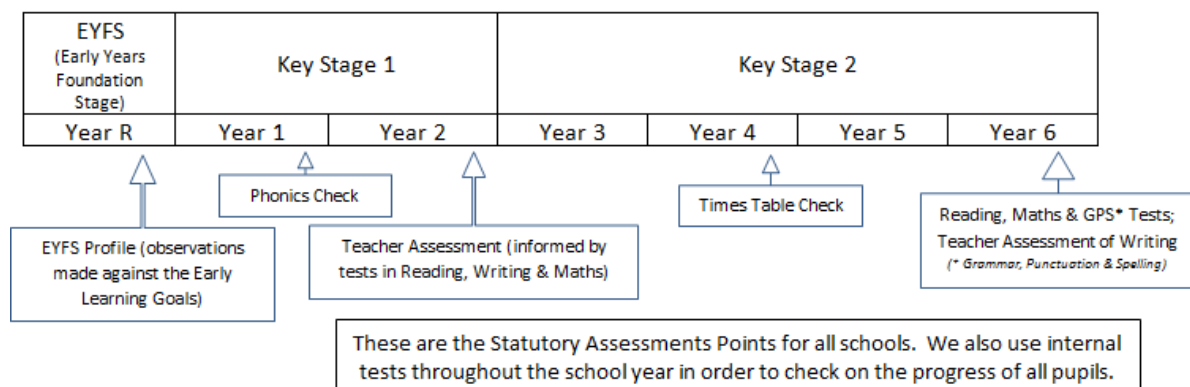 EYFS
(Early Years
Foundation
Stage)
Key Stage 1
Key Stage 2
Year R
Year 1
Year 2
Year 3
Year 4
Year 5
Year 6
Phonics Check
Times Table Check
Reading, Maths & GPS* Tests;
Teacher Assessment of Writing
(* Grammar, Punctuation & Spelling)
EYFS Profile (observations
made against the Early
Learning Goals)
Teacher Assessment (informed by
tests in Reading, Writing & Maths)
These are the Statutory Assessments Points for all schools.  We also use internal
tests throughout the school year in order to check on the progress of all pupils.